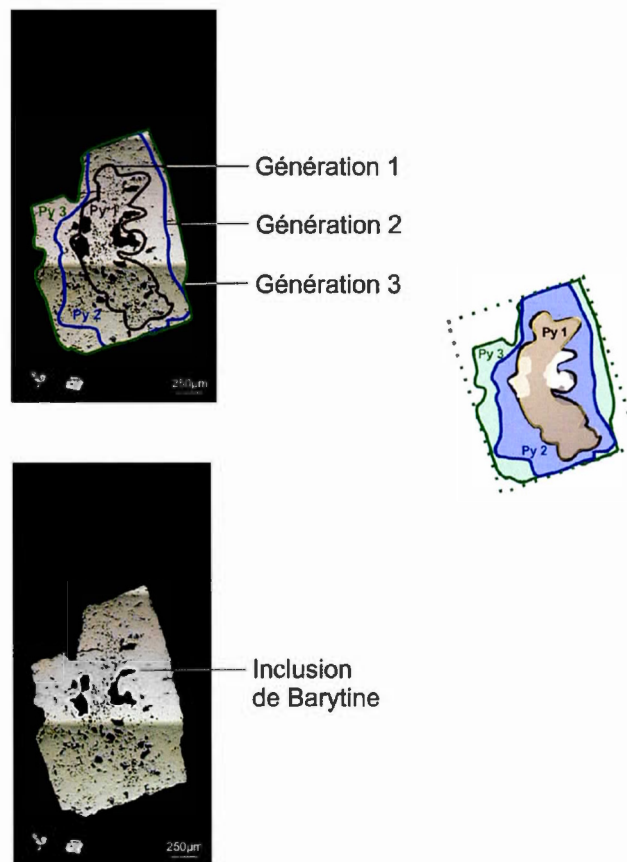 Génération 1
Génération 2
Génération 3
Py 3
Py 1
Py 2
250µm
Py 1
Py 3
Py 2
Inclusion
de Barytine
250µm